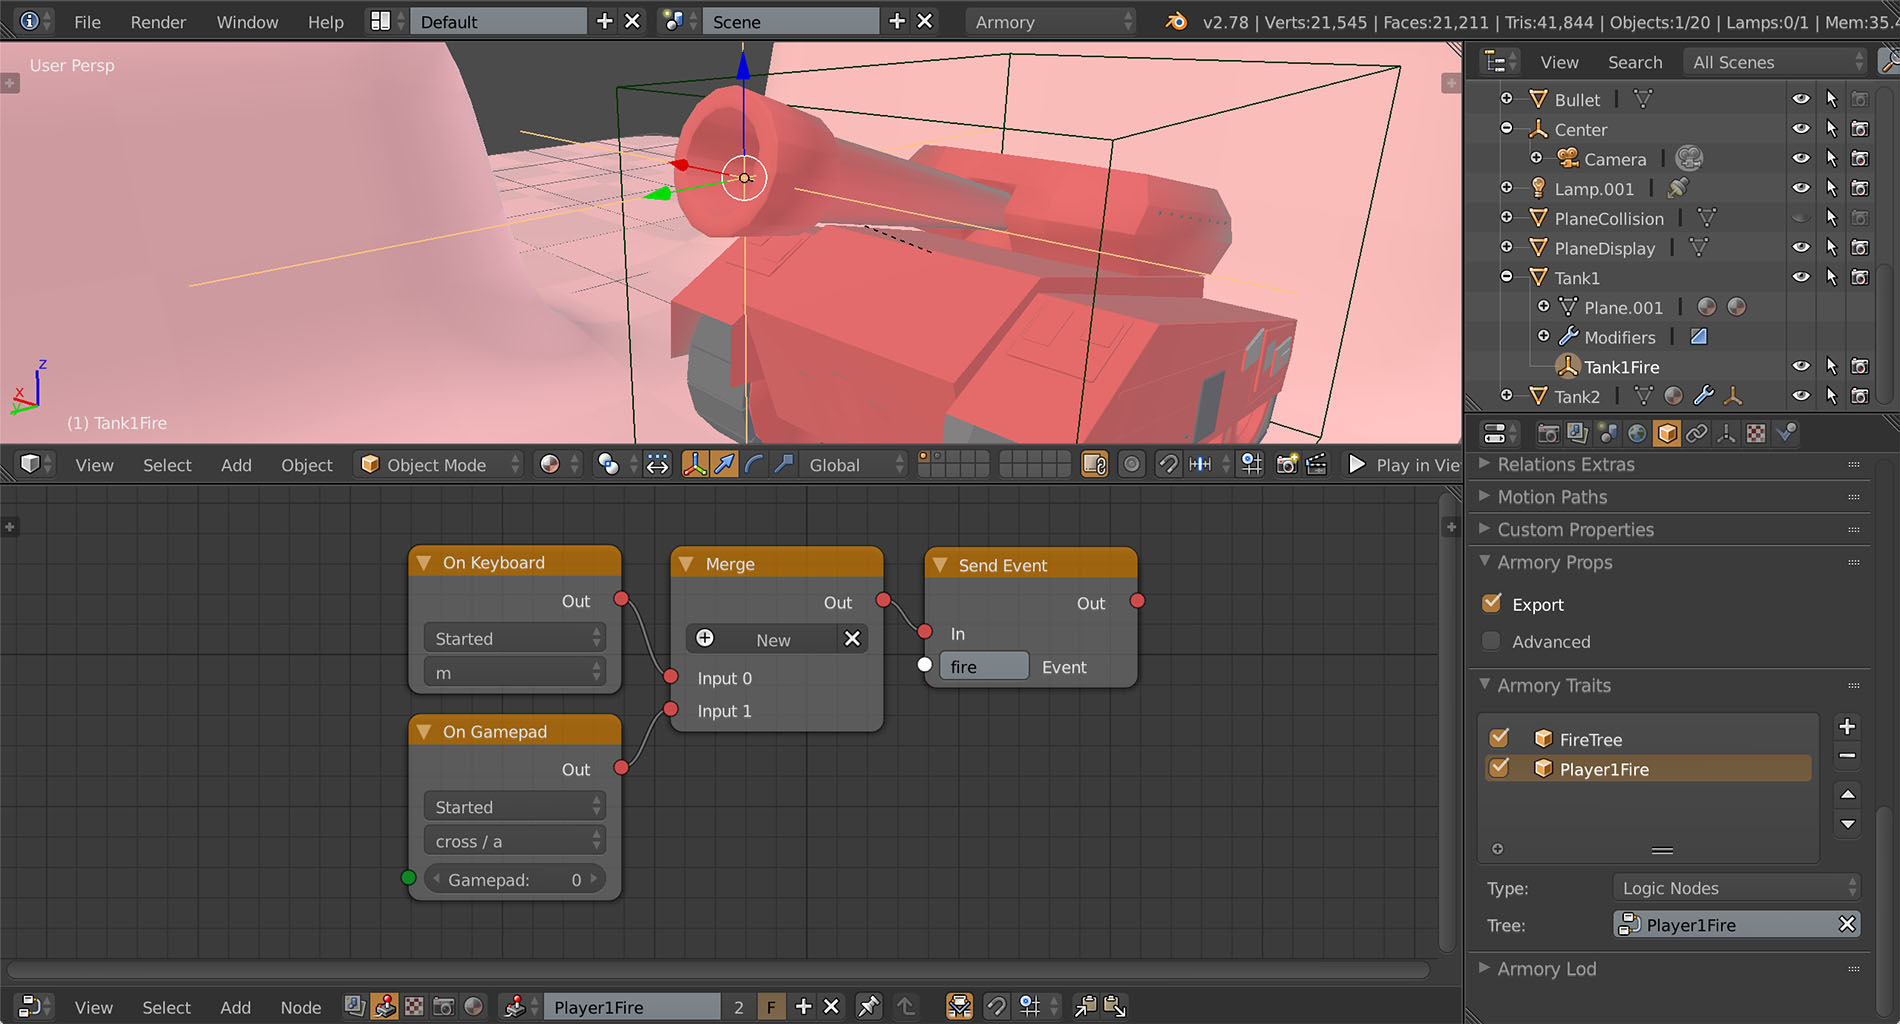 File Render Window Help Default Scene Armory v2.78 | Verts:21,545 | Faces:21,211 | Tris:41,844 | Objects:1/20 | Lamps:0/1 | Mem:35.
User Persp
z
x
y
(1) Tank1Fire
View Search All Scenes
Bullet
Center
Camera
Lamp.001
PlaneCollision
PlaneDisplay
Tank1
Plane.001
Modifiers
Tank1Fire
Tank2
View Select Add Object Object Mode Global Play in Vie
On Keyboard
Out
Started
m
On Gamepad
Out
Started
cross / a
Gamepad: 0
Merge
Out
New
Input 0
Input 1
Send Event
Out
In
fire Event
Relations Extras
Motion Paths
Custom Properties
Armory Props
Export
Advanced
Armory Traits
FireTree
Player1Fire
Type: Logic Nodes
Tree: Player1Fire
Armory Lod
View Select Add Node Player1Fire 2 F